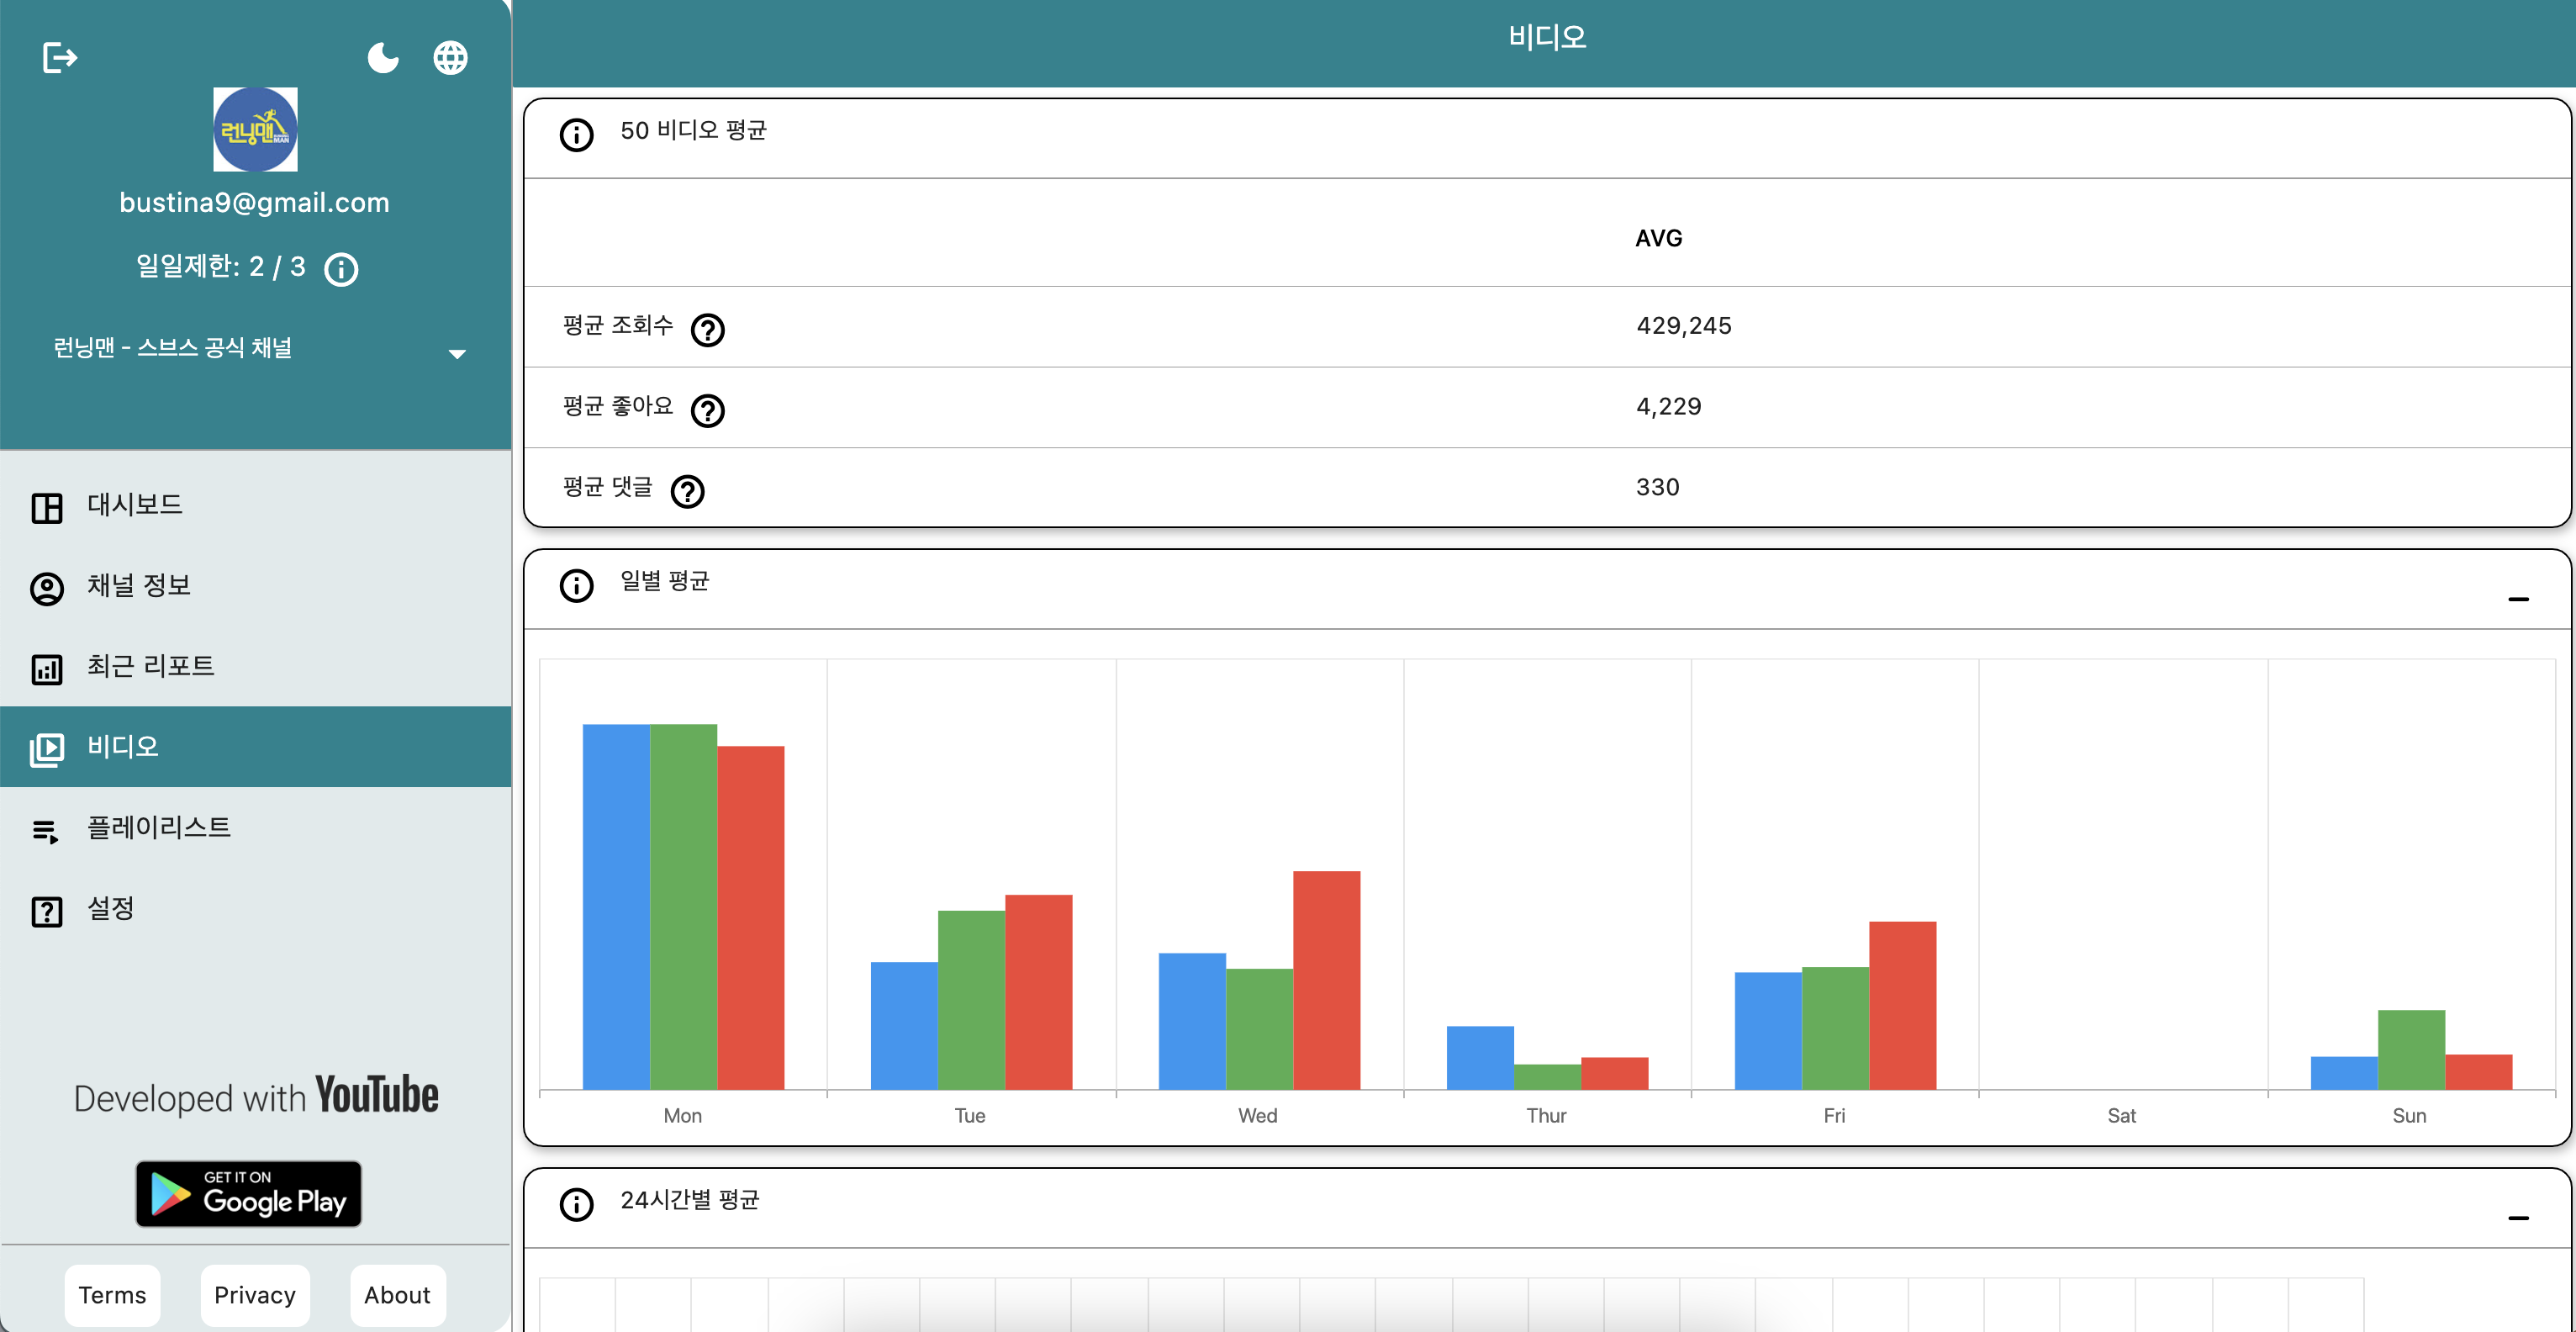 런닝맨
MAN
bustina9@gmail.com
일일제한: 2 / 3
런닝맨 - 스브스 공식 채널
대시보드
채널 정보
최근 리포트
비디오
플레이리스트
설정
Developed with YouTube
GET IT ON
Google Play
Terms
Privacy
About
비디오
50 비디오 평균
AVG
평균 조회수
429,245
평균 좋아요
4,229
평균 댓글
330
일별 평균
Mon
Tue
Wed
Thur
Fri
Sat
Sun
24시간별 평균